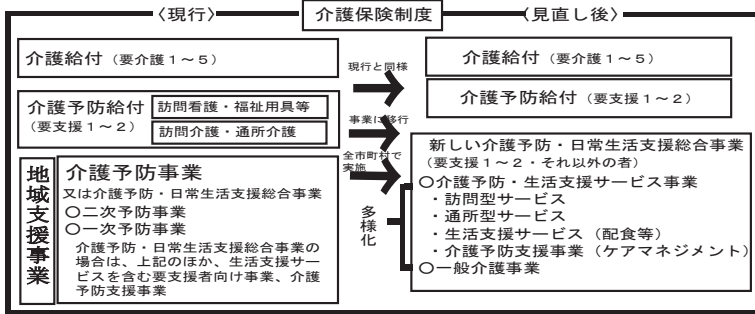 〈現行〉
介護保険制度
〈見直し後〉
介護給付（要介護１～５）
現行と同様
介護給付（要介護１～５）
介護予防給付
（要支援１～２）
訪問看護・福祉用具等
訪問介護・通所介護
事業に移行
介護予防給付（要支援１～２）
全市町村で
実施
多様化
地域支援事業
介護予防事業
又は介護予防・日常生活支援総合事業
〇二次予防事業
〇一次予防事業
介護予防・日常生活支援総合事業の
場合は、上記のほか、生活支援サー
ビスを含む要支援者向け事業、介護
予防支援事業
新しい介護予防・日常生活支援総合事業
（要支援１～２・それ以外の者）
〇介護予防・生活支援サービス事業
・訪問型サービス
・通所型サービス
・生活支援サービス（配食等）
・介護予防支援事業（ケアマネジメント）
〇一般介護事業